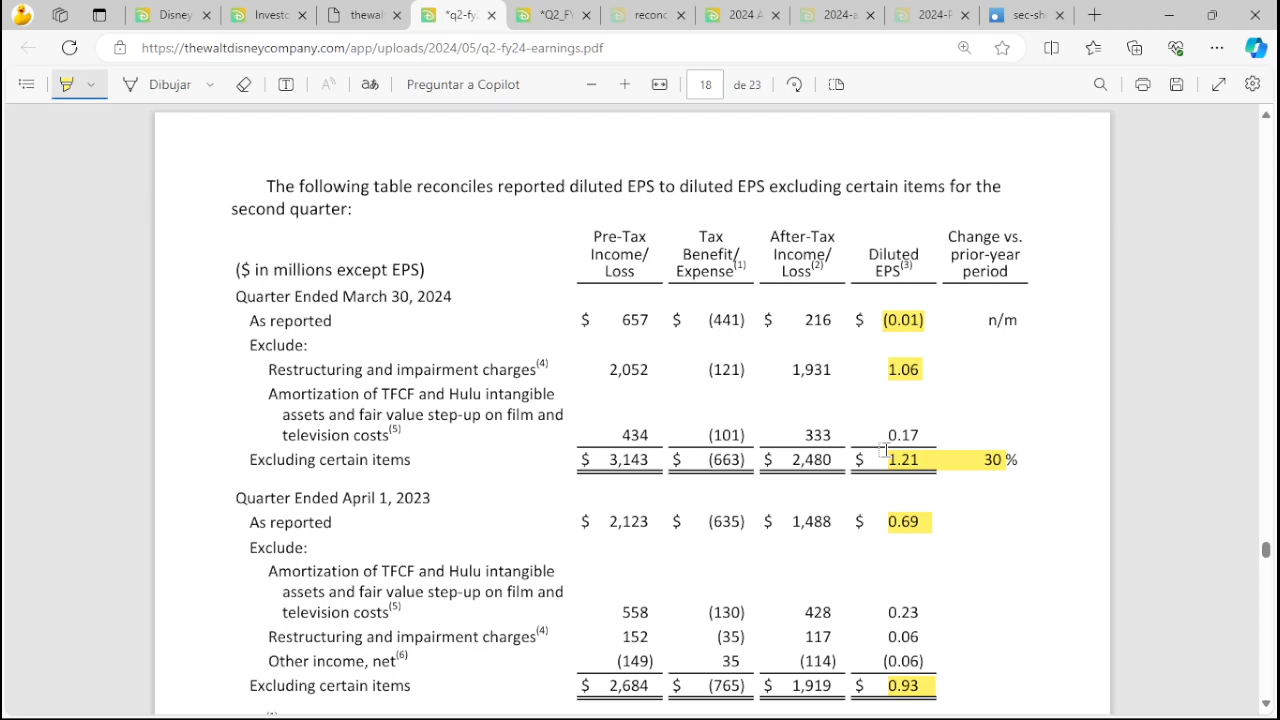 Disney
Investc
thewal
*q2-fy
*Q2_FY
reconc
2024 A
2024-a
2024-P
sec-sh
https://thewaltdisneycompany.com/app/uploads/2024/05/q2-fy24-earnings.pdf
Dibujar
aあ
Preguntar a Copilot
18 de 23
The following table reconciles reported diluted EPS to diluted EPS excluding certain items for the
second quarter:
($ in millions except EPS) Pre-Tax Income/ Loss Tax Benefit/ Expense(1) After-Tax Income/ Loss(2) Diluted EPS(3) Change vs. prior-year period
Quarter Ended March 30, 2024
As reported $ 657 $ (441) $ 216 $ (0.01) n/m
Exclude:
Restructuring and impairment charges(4) 2,052 (121) 1,931 1.06
Amortization of TFCF and Hulu intangible
assets and fair value step-up on film and
television costs(5) 434 (101) 333 0.17
Excluding certain items $ 3,143 $ (663) $ 2,480 $ 1.21 30 %
Quarter Ended April 1, 2023
As reported $ 2,123 $ (635) $ 1,488 $ 0.69
Exclude:
Amortization of TFCF and Hulu intangible
assets and fair value step-up on film and
television costs(5) 558 (130) 428 0.23
Restructuring and impairment charges(4) 152 (35) 117 0.06
Other income, net(6) (149) 35 (114) (0.06)
Excluding certain items $ 2,684 $ (765) $ 1,919 $ 0.93